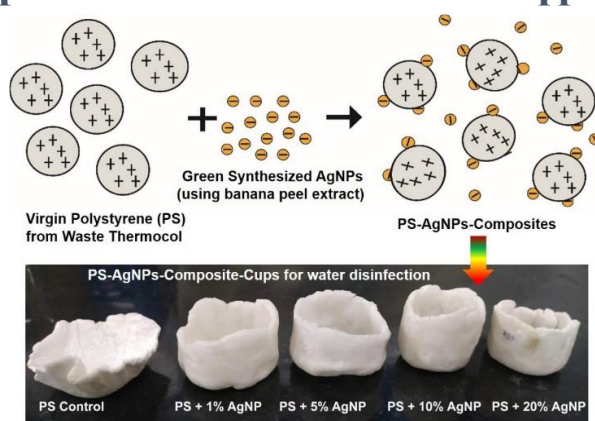 Green Synthesized AgNPs
(using banana peel extract)
Virgin Polystyrene (PS)
from Waste Thermocol
PS-AgNPs-Composites
PS-AgNPs-Composite-Cups for water disinfection
PS Control
PS + 1% AgNP
PS + 5% AgNP
PS + 10% AgNP
PS + 20% AgNP